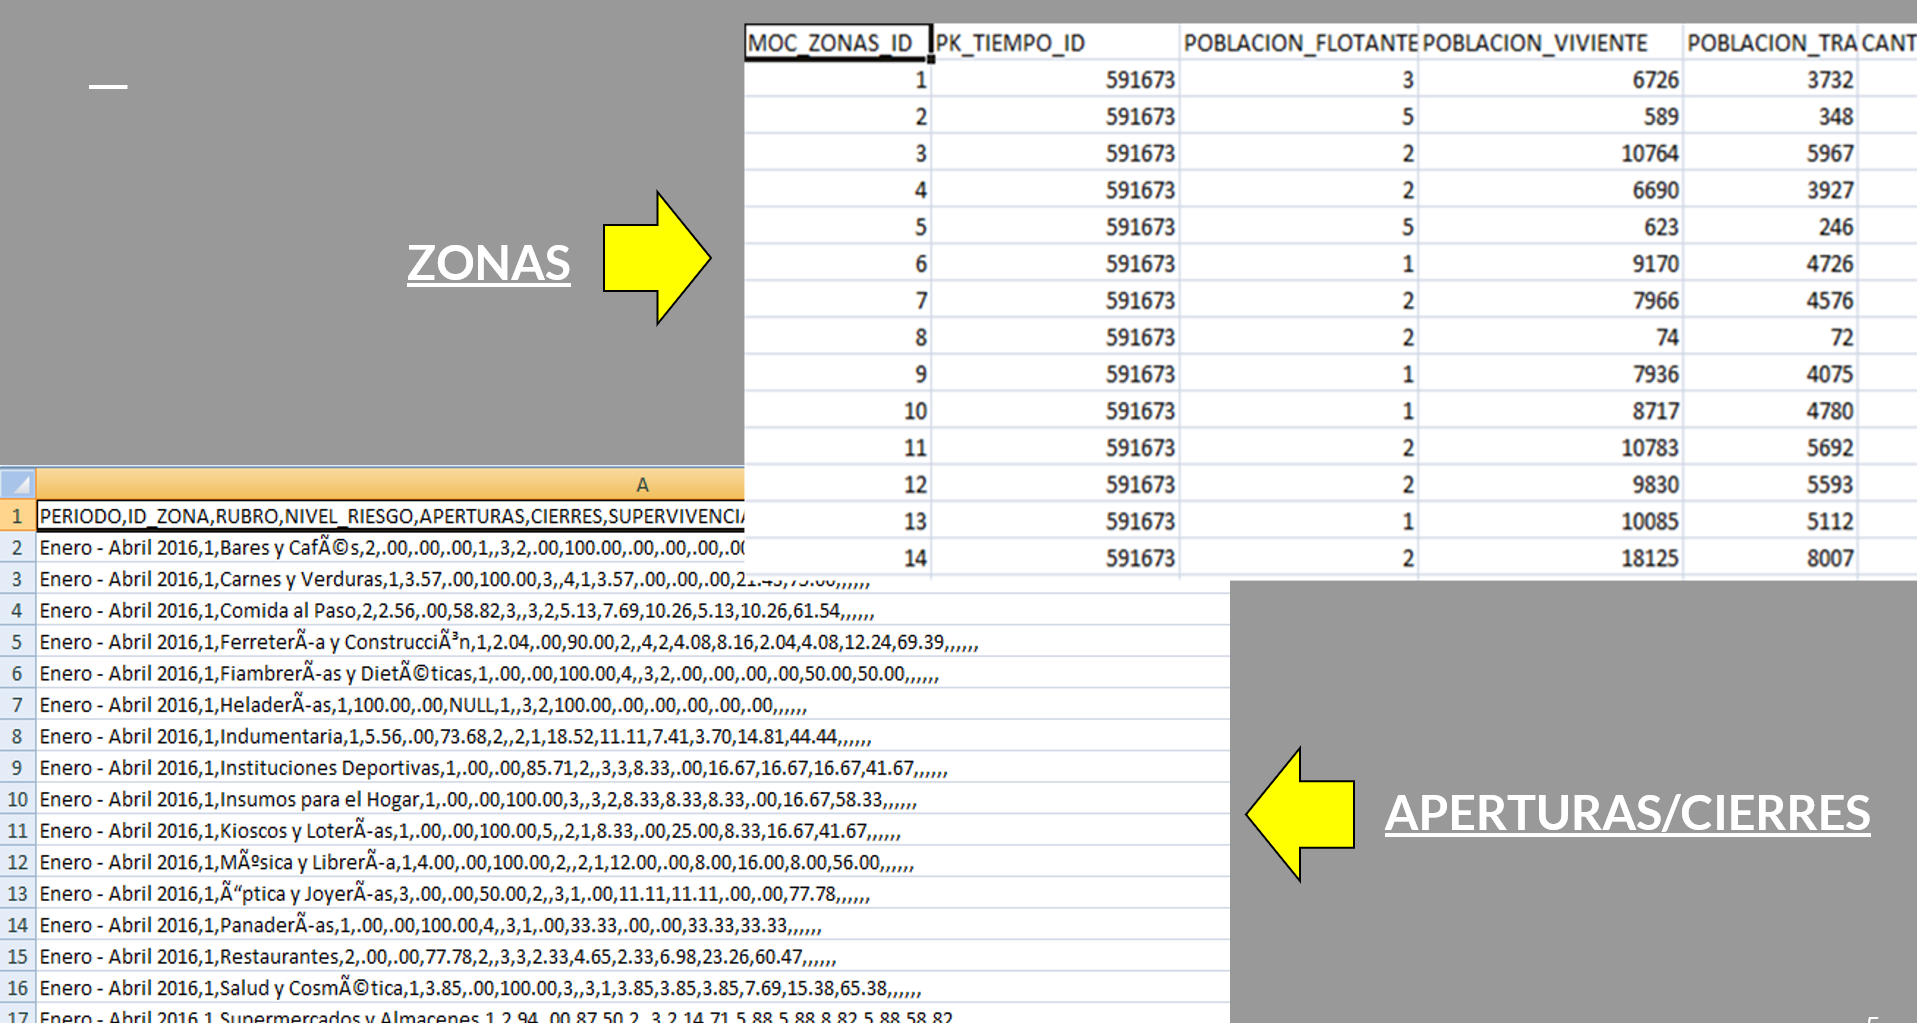 MOC_ZONAS_ID PK_TIEMPO_ID POBLACION_FLOTANTE POBLACION_VIVIENTE POBLACION_TRA CANT
1 591673 3 6726 3732
2 591673 5 589 348
3 591673 2 10764 5967
4 591673 2 6690 3927
5 591673 5 623 246
6 591673 1 9170 4726
7 591673 2 7966 4576
8 591673 2 74 72
9 591673 1 7936 4075
10 591673 1 8717 4780
11 591673 2 10783 5692
12 591673 2 9830 5593
13 591673 1 10085 5112
14 591673 2 18125 8007
ZONAS
A
1 PERIODO,ID_ZONA,RUBRO,NIVEL_RIESGO,APERTURAS,CIERRES,SUPERVIVENCIA
2 Enero - Abril 2016,1,Bares y CafÃ©s,2,.00,.00,.00,1,,3,2,.00,100.00,.00,.00,.00,.00
3 Enero - Abril 2016,1,Carnes y Verduras,1,3.57,.00,100.00,3,,4,1,3.57,.00,.00,.00,21.43,75.00,,,,,,
4 Enero - Abril 2016,1,Comida al Paso,2,2.56,.00,58.82,3,,3,2,5.13,7.69,10.26,5.13,10.26,61.54,,,,,,
5 Enero - Abril 2016,1,FerreterÃ-a y ConstrucciÃ³n,1,2.04,.00,90.00,2,,4,2,4.08,8.16,2.04,4.08,12.24,69.39,,,,,,
6 Enero - Abril 2016,1,FiambrerÃ-as y DietÃ©ticas,1,.00,.00,100.00,4,,3,2,.00,.00,.00,.00,50.00,50.00,,,,,,
7 Enero - Abril 2016,1,HeladerÃ-as,1,100.00,.00,NULL,1,,3,2,100.00,.00,.00,.00,.00,.00,,,,,,
8 Enero - Abril 2016,1,Indumentaria,1,5.56,.00,73.68,2,,2,1,18.52,11.11,7.41,3.70,14.81,44.44,,,,,,
9 Enero - Abril 2016,1,Instituciones Deportivas,1,.00,.00,85.71,2,,3,3,8.33,.00,16.67,16.67,16.67,41.67,,,,,,
10 Enero - Abril 2016,1,Insumos para el Hogar,1,.00,.00,100.00,3,,3,2,8.33,8.33,8.33,.00,16.67,58.33,,,,,,
11 Enero - Abril 2016,1,Kioscos y LoterÃ-as,1,.00,.00,100.00,5,,2,1,8.33,.00,25.00,8.33,16.67,41.67,,,,,,
12 Enero - Abril 2016,1,MÃºsica y LibrerÃ-a,1,4.00,.00,100.00,2,,2,1,12.00,.00,8.00,16.00,8.00,56.00,,,,,,
13 Enero - Abril 2016,1,Ã“ptica y JoyerÃ-as,3,.00,.00,50.00,2,,3,1,.00,11.11,11.11,.00,.00,77.78,,,,,,
14 Enero - Abril 2016,1,PanaderÃ-as,1,.00,.00,100.00,4,,3,1,.00,33.33,.00,.00,33.33,33.33,,,,,,
15 Enero - Abril 2016,1,Restaurantes,2,.00,.00,77.78,2,,3,3,2.33,4.65,2.33,6.98,23.26,60.47,,,,,,
16 Enero - Abril 2016,1,Salud y CosmÃ©tica,1,3.85,.00,100.00,3,,3,1,3.85,3.85,3.85,7.69,15.38,65.38,,,,,,
17 Enero - Abril 2016,1,Supermercados y Almacenes,1,2.94,.00,87.50,2,,3,2,14.71,5.88,5.88,8.82,5.88,58.82
APERTURAS/CIERRES